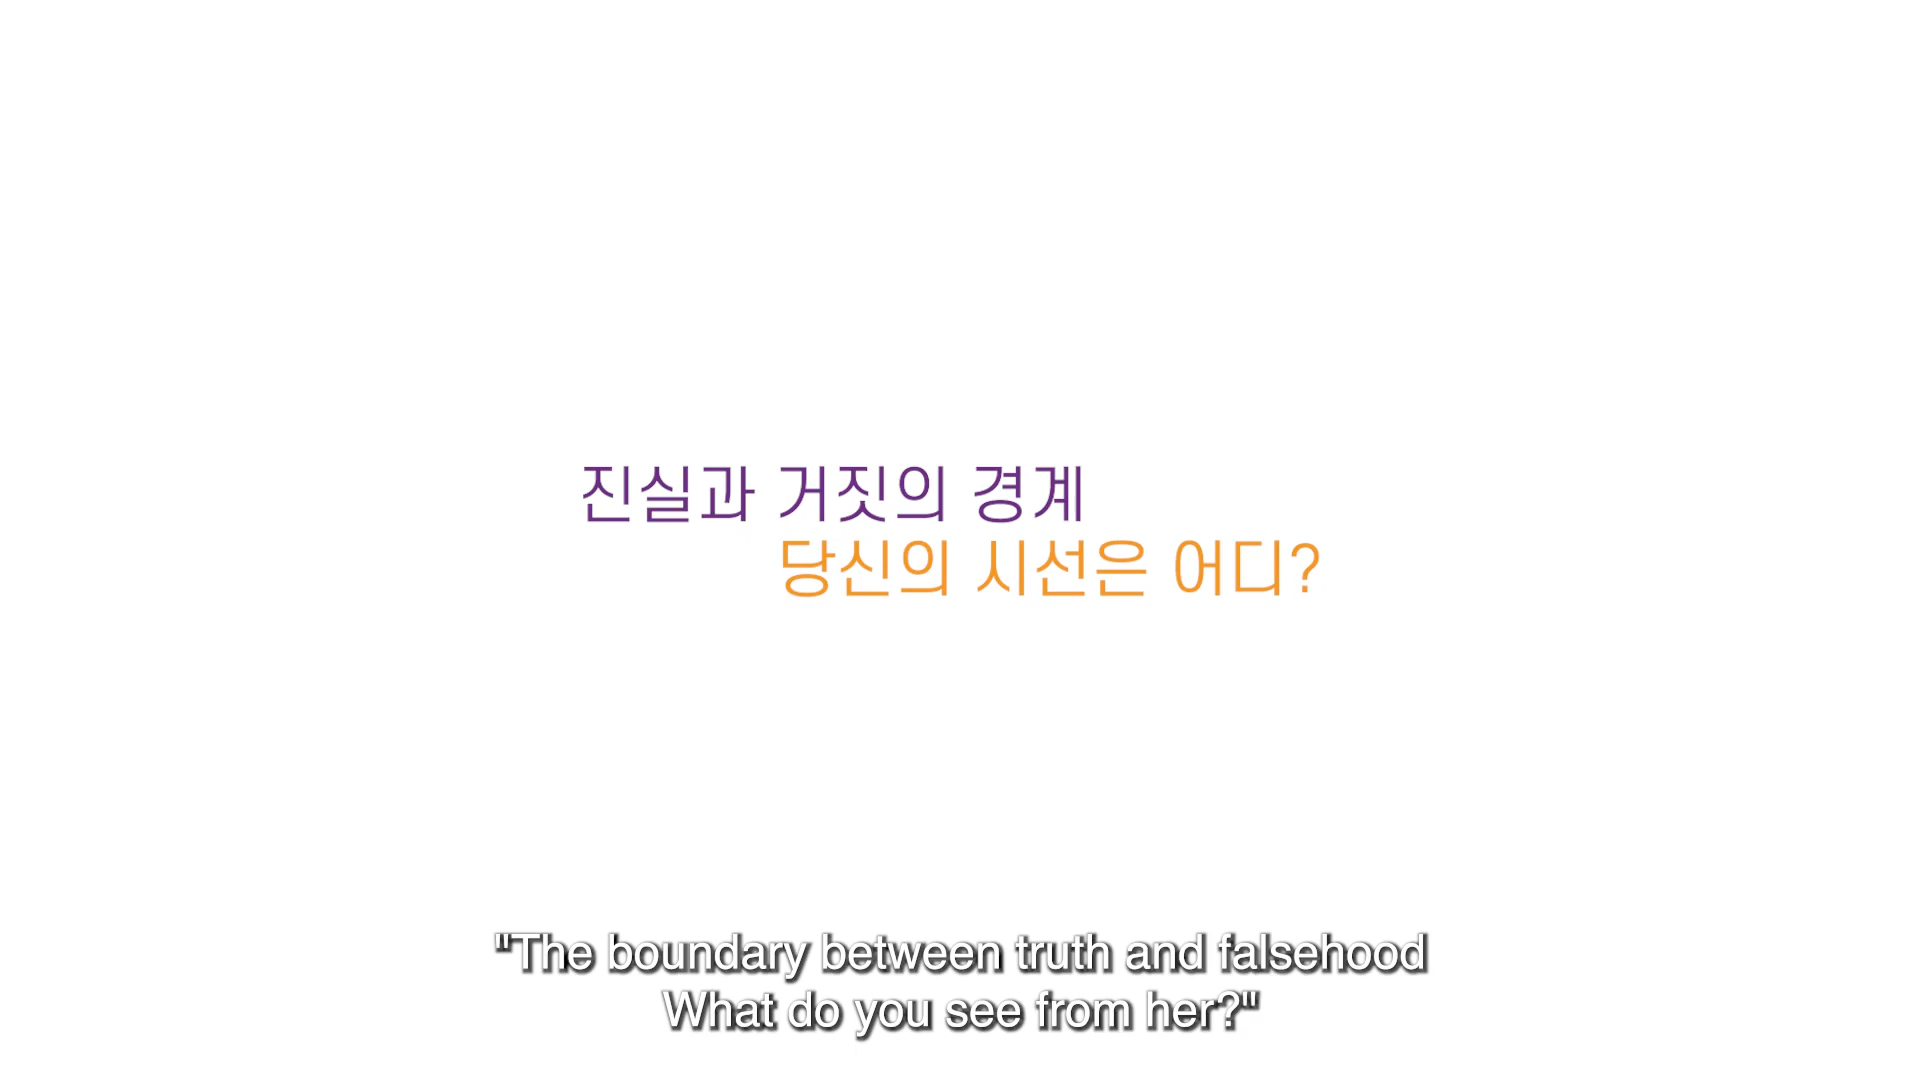 진실과 거짓의 경계
당신의 시선은 어디?
"The boundary between truth and falsehood
What do you see from her?"